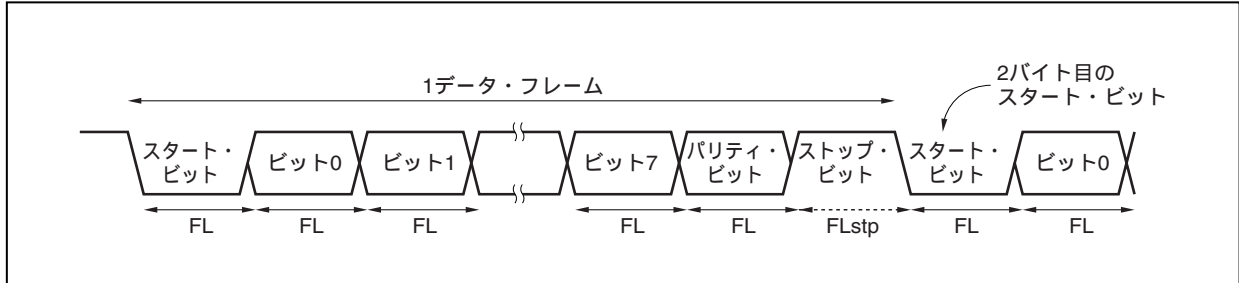 1データ・フレーム
2バイト目の
スタート・ビット
スタート・
ビット
ビット0
ビット1
ビット7
パリティ・
ビット
ストップ・
ビット
スタート・
ビット
ビット0
FL
FL
FL
FL
FL
FLstp
FL
FL